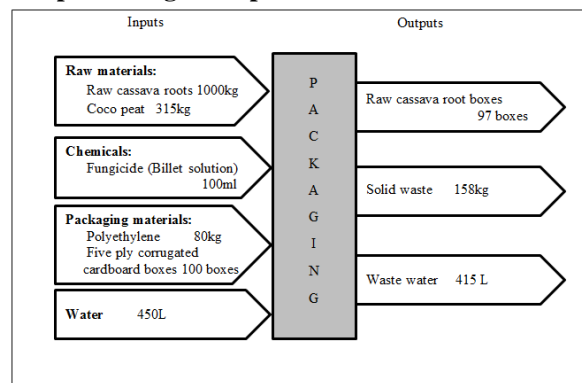 Inputs
Outputs
Raw materials:
Raw cassava roots 1000kg
Coco peat 315kg
Chemicals:
Fungicide (Billet solution)
100ml
Packaging materials:
Polyethylene 80kg
Five ply corrugated
cardboard boxes 100 boxes
Water 450L
P
A
C
K
A
G
I
N
G
Raw cassava root boxes
97 boxes
Solid waste 158kg
Waste water 415 L